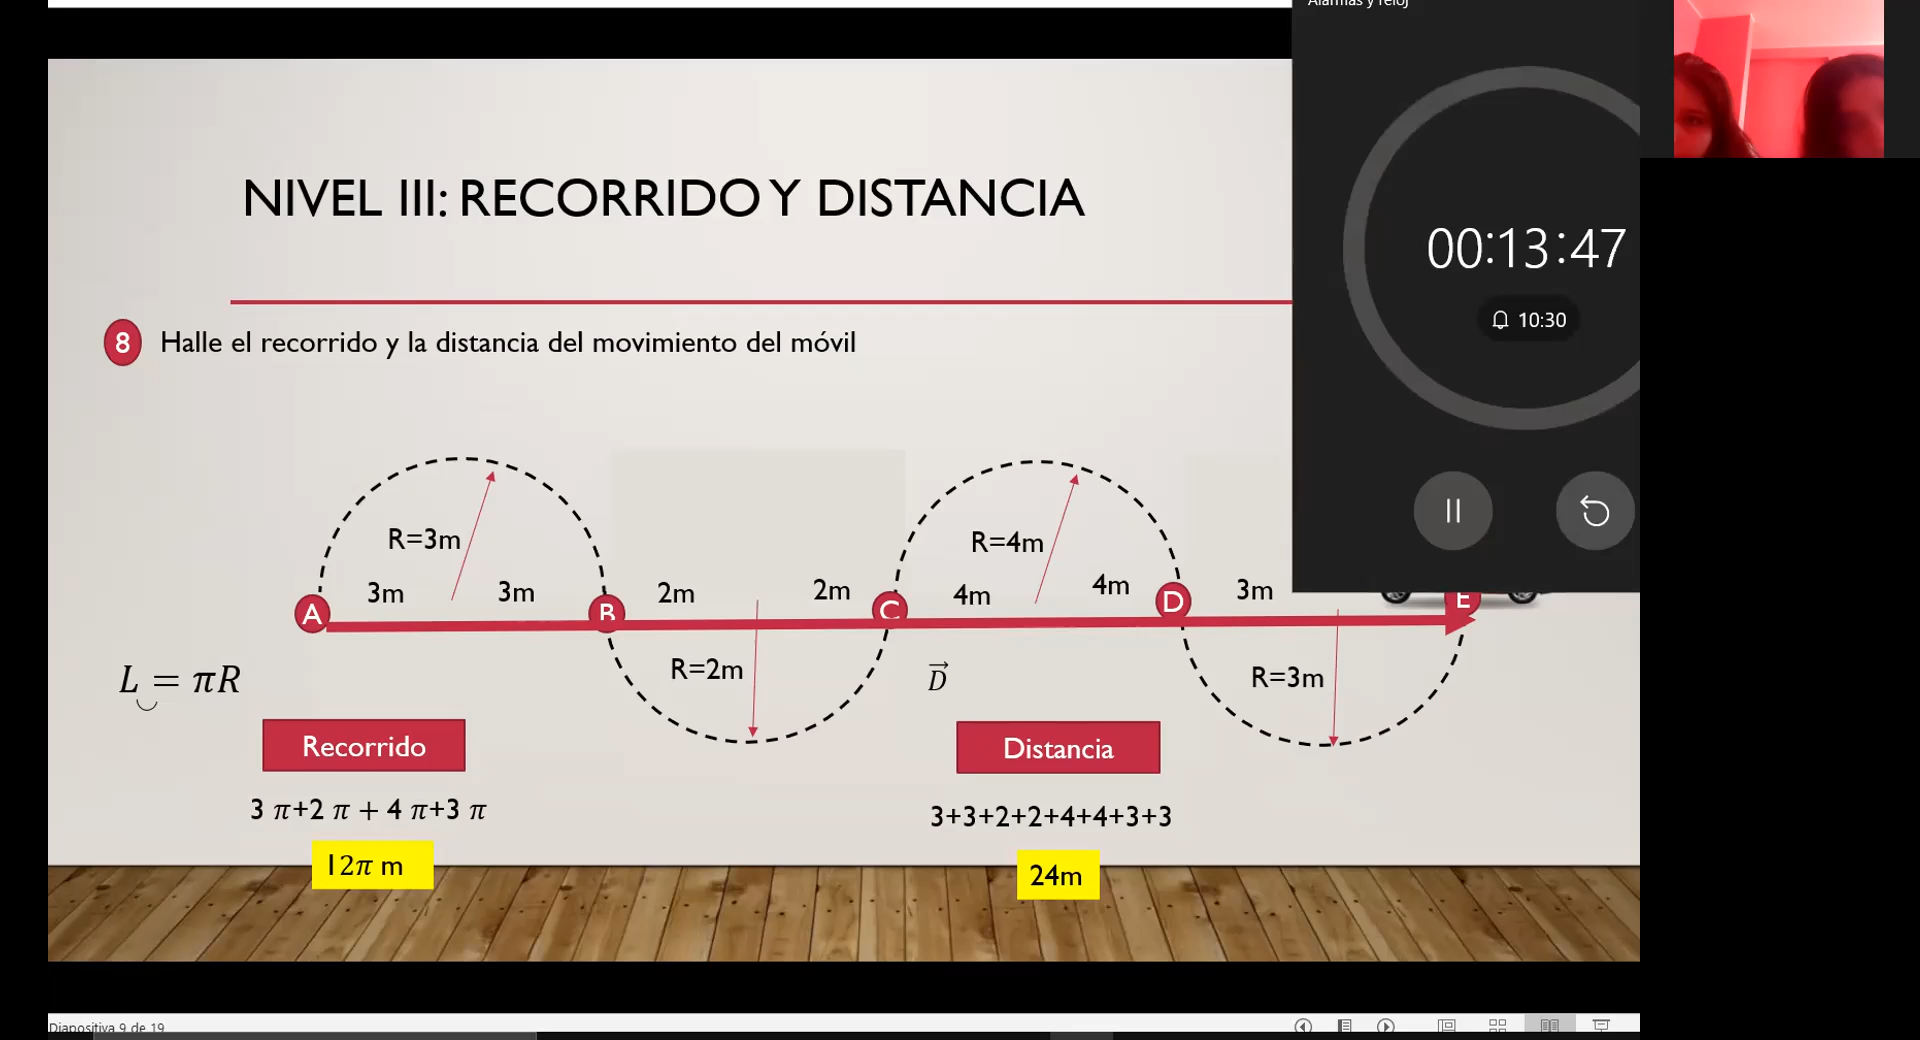 Alarmas y reloj
NIVEL III: RECORRIDO Y DISTANCIA
00:13:47
10:30
8 Halle el recorrido y la distancia del movimiento del móvil
R=3m
R=4m
3m 3m 2m 2m 4m 4m 3m
A B C D E
R=2m
R=3m
L = πR
D⃗
Recorrido
Distancia
3 π+2 π + 4 π+3 π
3+3+2+2+4+4+3+3
12π m
24m
Diapositiva 9 de 19